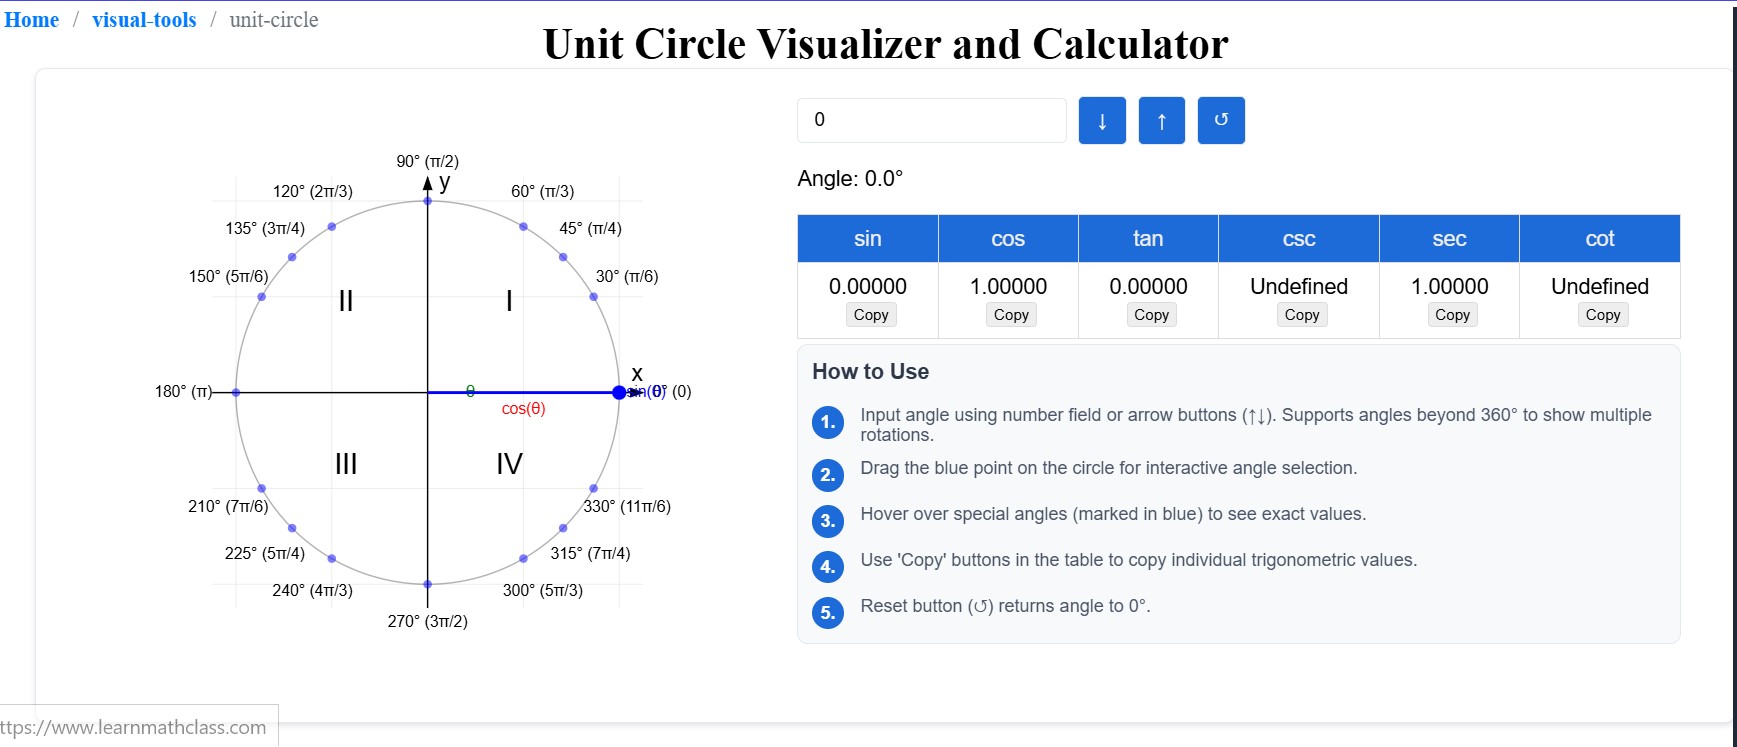 Home / visual-tools / unit-circle
Unit Circle Visualizer and Calculator
0
↓
↑
↺
Angle: 0.0°
sin cos tan csc sec cot
0.00000 1.00000 0.00000 Undefined 1.00000 Undefined
Copy Copy Copy Copy Copy Copy
How to Use
1. Input angle using number field or arrow buttons (↑↓). Supports angles beyond 360° to show multiple
rotations.
2. Drag the blue point on the circle for interactive angle selection.
3. Hover over special angles (marked in blue) to see exact values.
4. Use 'Copy' buttons in the table to copy individual trigonometric values.
5. Reset button (↺) returns angle to 0°.
90° (π/2)
y
120° (2π/3)
60° (π/3)
135° (3π/4)
45° (π/4)
150° (5π/6)
30° (π/6)
II
I
x
180° (π)
θ
sin(θ)
0° (0)
cos(θ)
III
IV
210° (7π/6)
330° (11π/6)
225° (5π/4)
315° (7π/4)
240° (4π/3)
300° (5π/3)
270° (3π/2)
ttps://www.learnmathclass.com